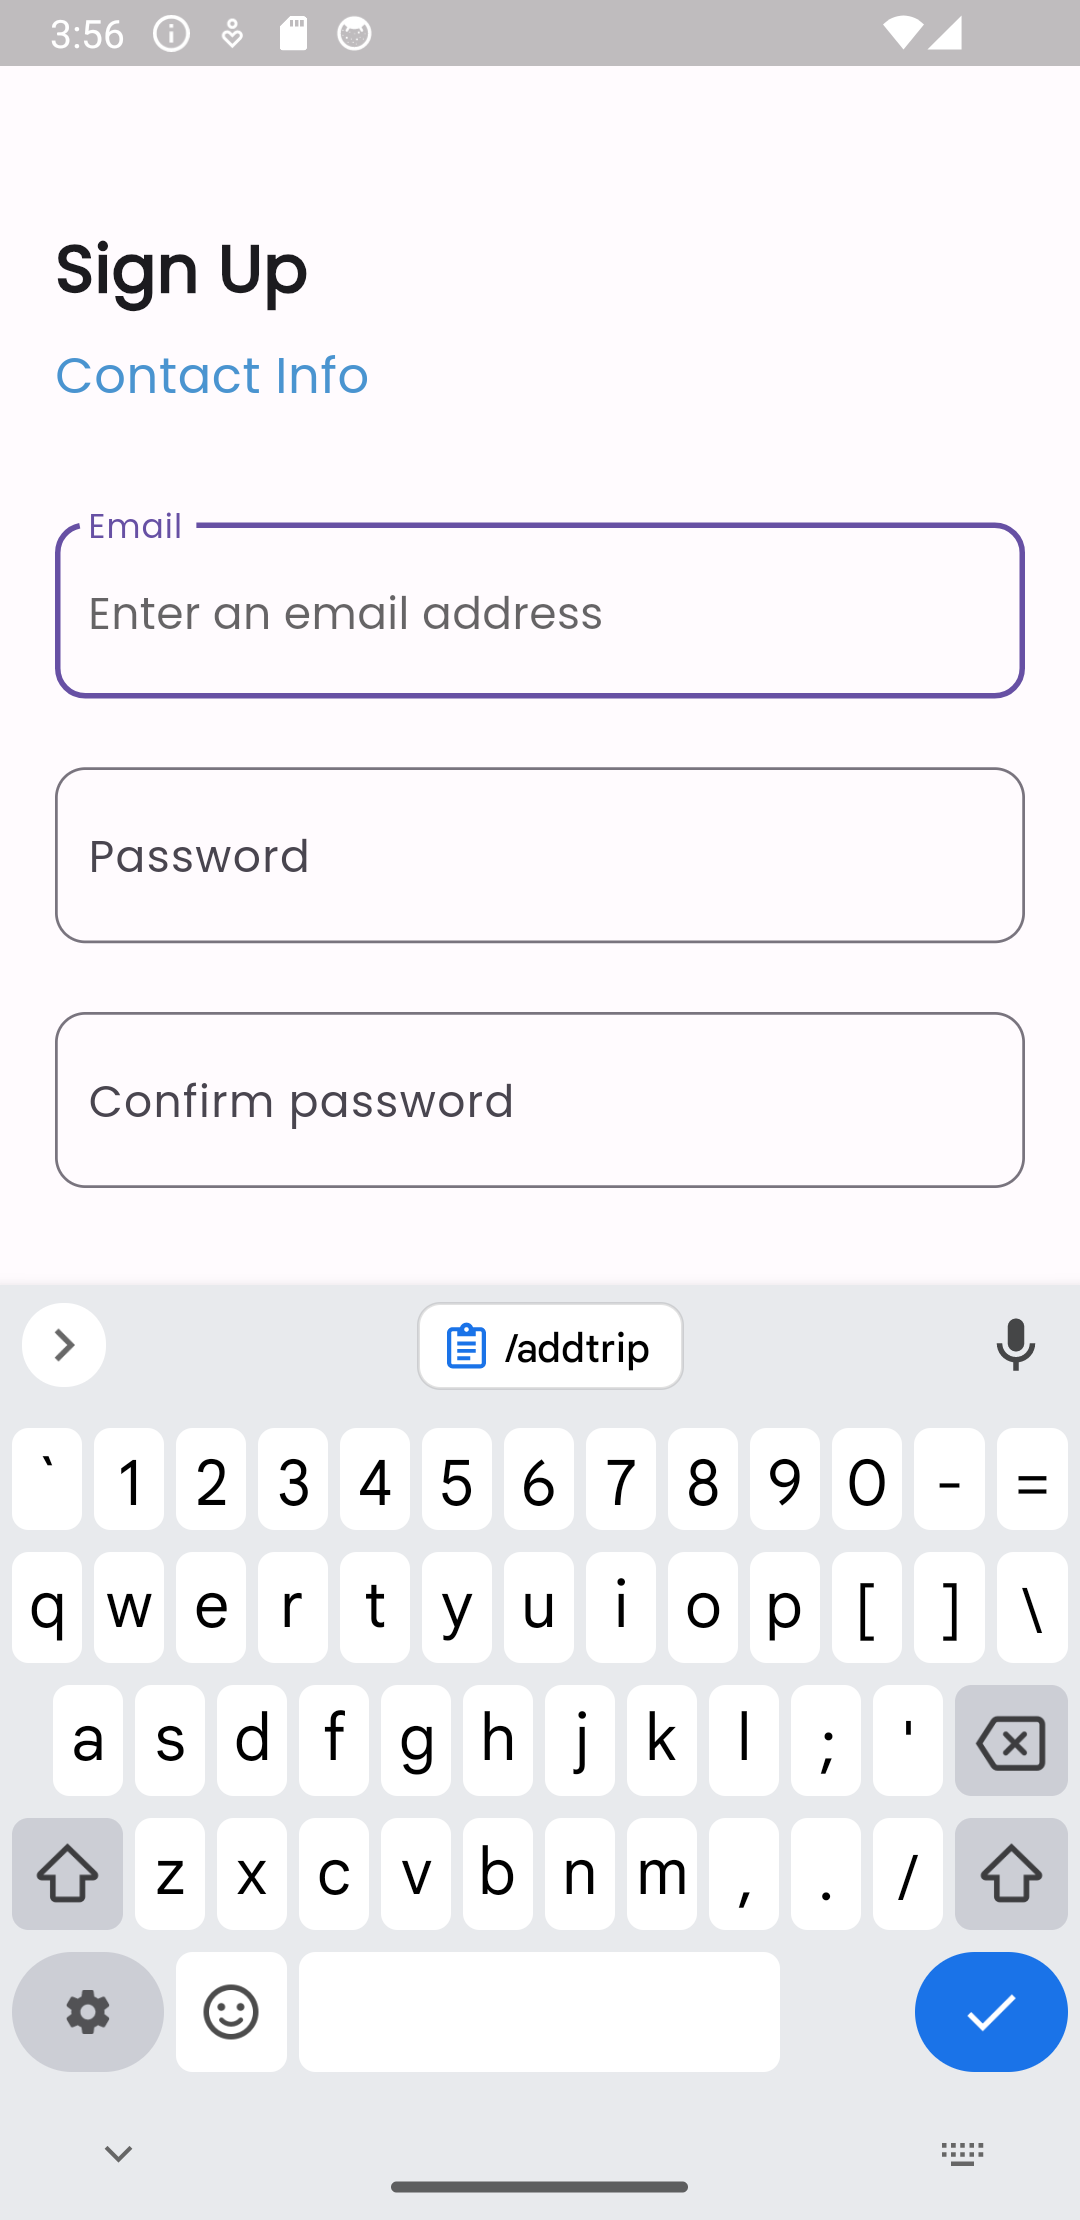 3:56
Sign Up
Contact Info
Email
Enter an email address
Password
Confirm password
/addtrip
` 1 2 3 4 5 6 7 8 9 0 - =
q w e r t y u i o p [ ] \
a s d f g h j k l ; '
z x c v b n m , . /